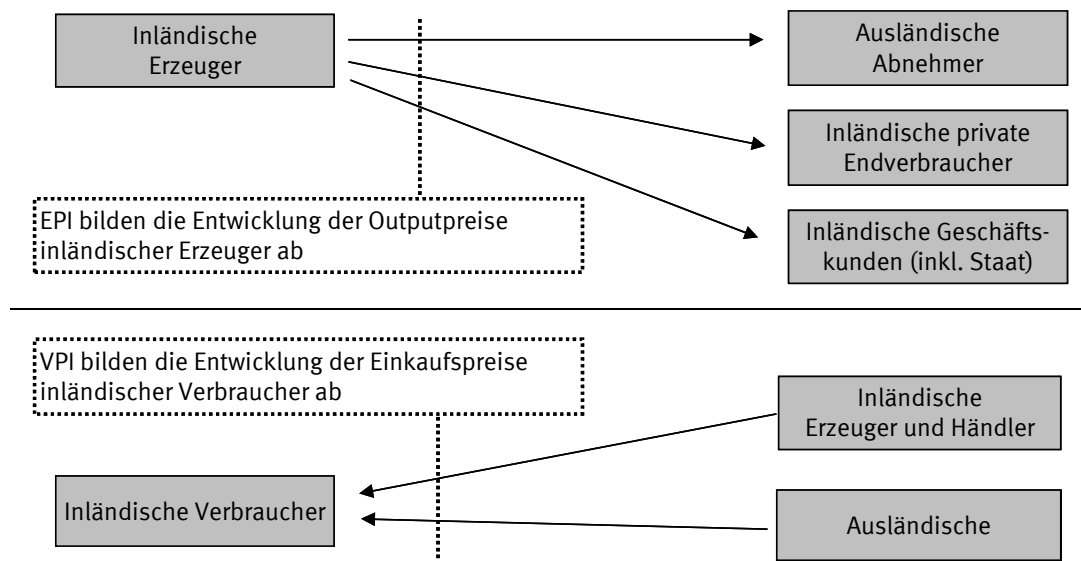 Inländische
Erzeuger
Ausländische
Abnehmer
Inländische private
Endverbraucher
EPI bilden die Entwicklung der Outputpreise
inländischer Erzeuger ab
Inländische Geschäfts-
kunden (inkl. Staat)
VPI bilden die Entwicklung der Einkaufspreise
inländischer Verbraucher ab
Inländische
Erzeuger und Händler
Inländische Verbraucher
Ausländische